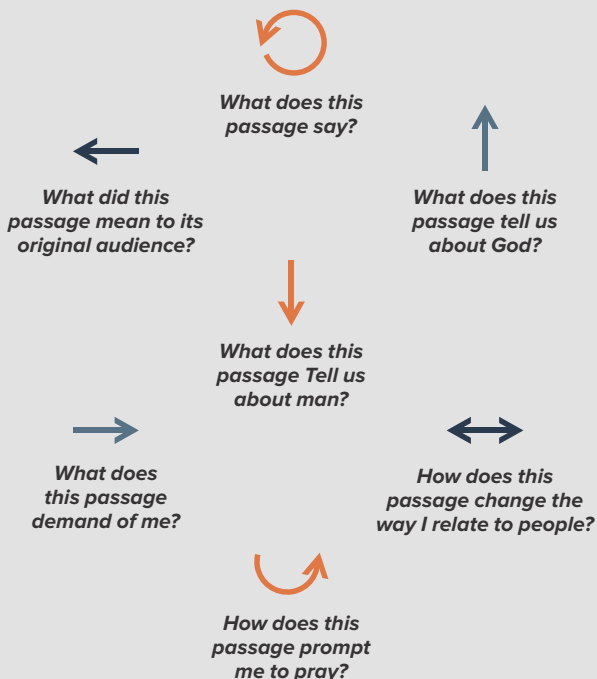 What does this
passage say?
What did this
passage mean to its
original audience?
What does this
passage tell us
about God?
What does this
passage Tell us
about man?
What does
this passage
demand of me?
How does this
passage change the
way I relate to people?
How does this
passage prompt
me to pray?